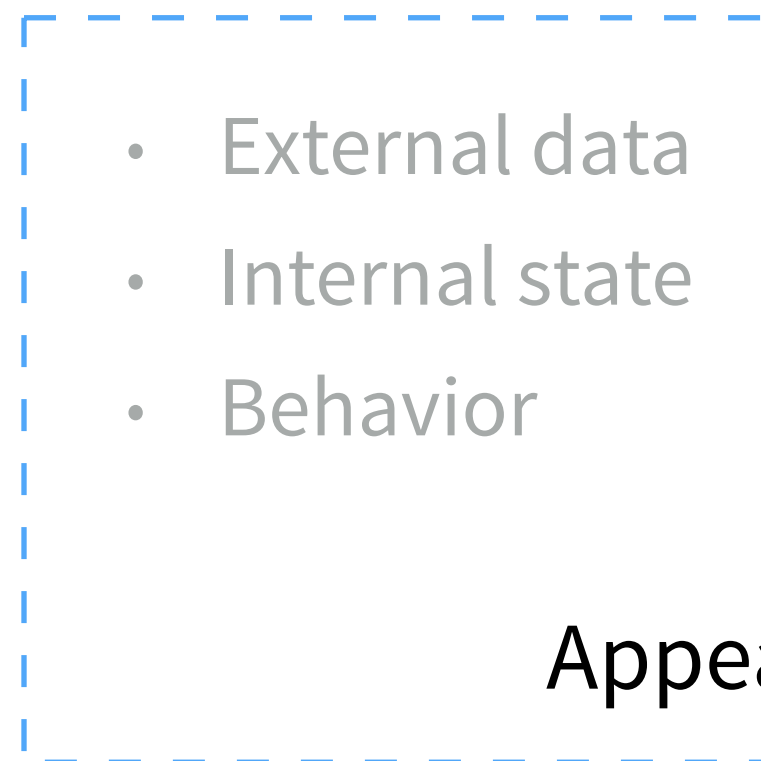 • External data
• Internal state
• Behavior